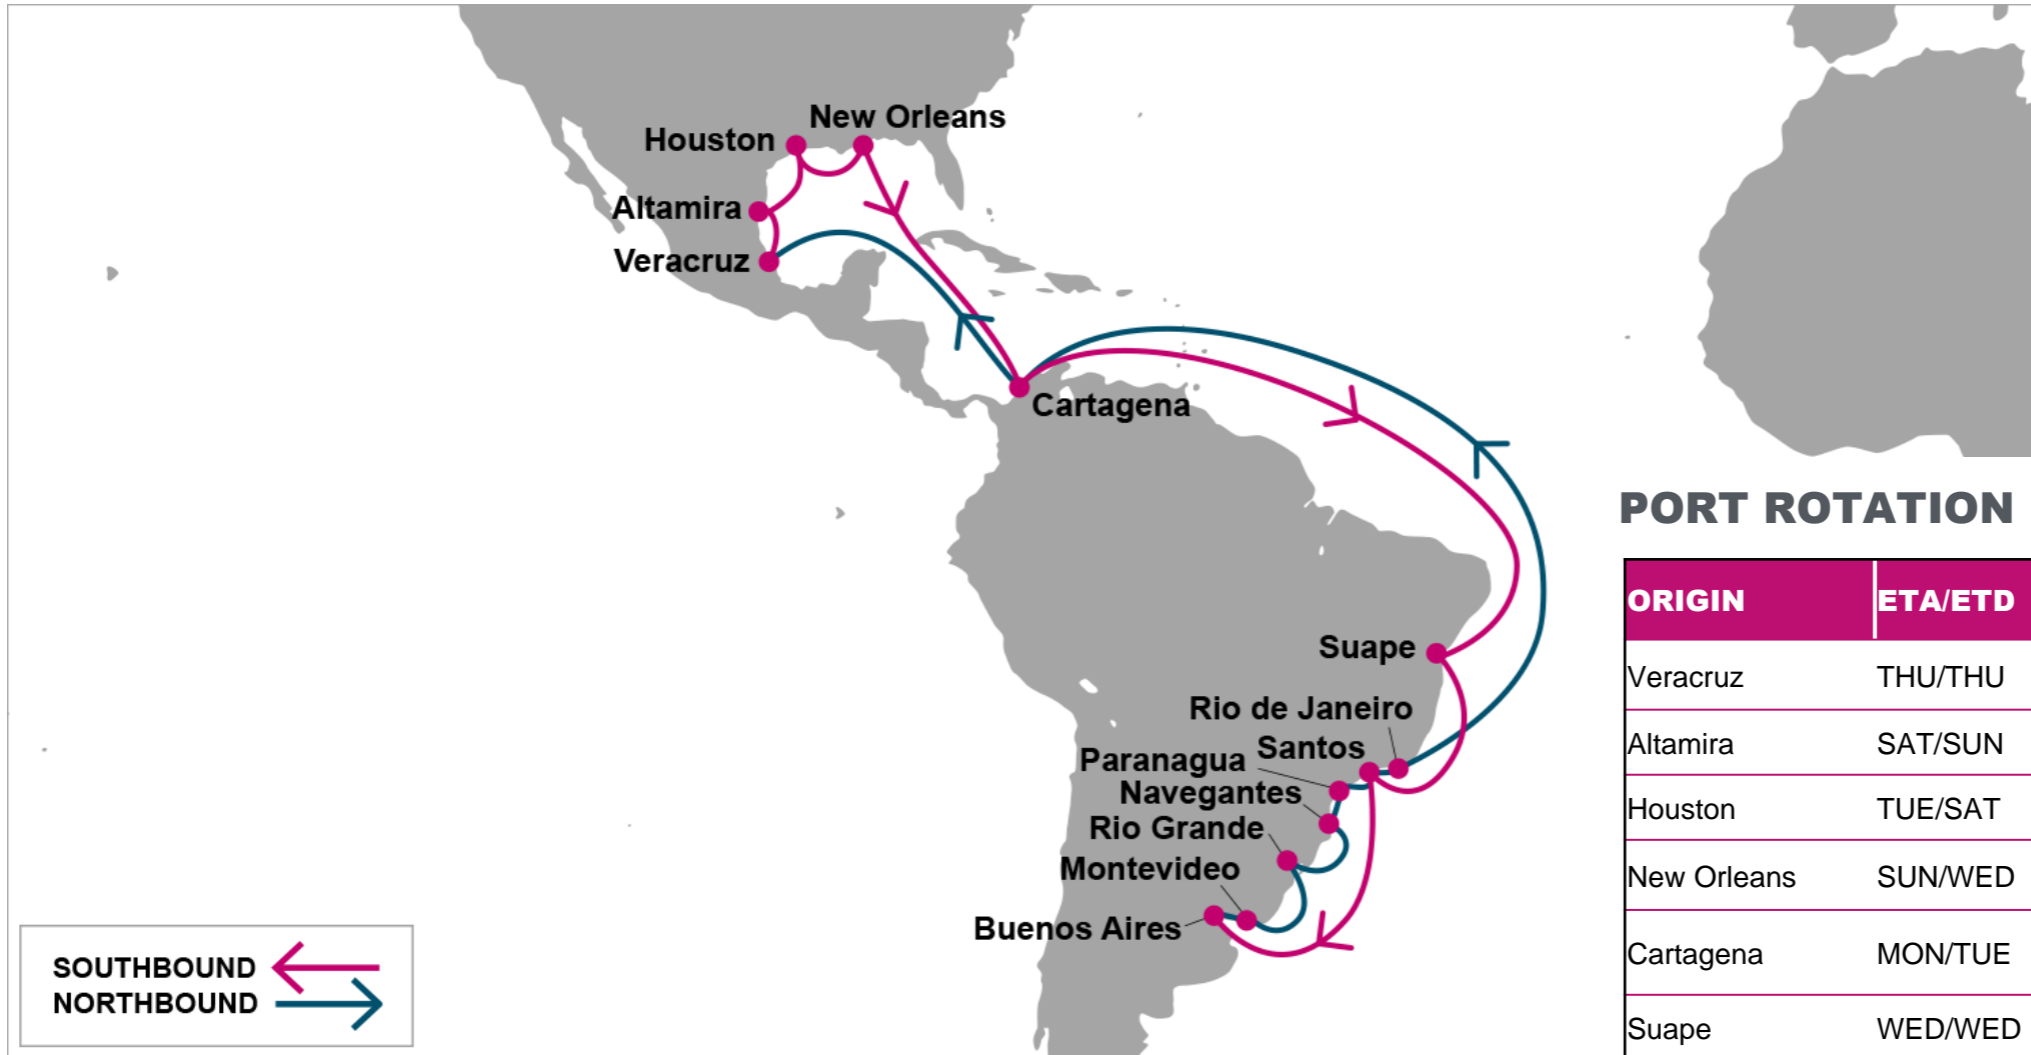 New Orleans
Houston
Altamira
Veracruz
Cartagena
Suape
Rio de Janeiro
Santos
Paranagua
Navegantes
Rio Grande
Montevideo
Buenos Aires
SOUTHBOUND
NORTHBOUND
PORT ROTATION
ORIGIN ETA/ETD
Veracruz THU/THU
Altamira SAT/SUN
Houston TUE/SAT
New Orleans SUN/WED
Cartagena MON/TUE
Suape WED/WED